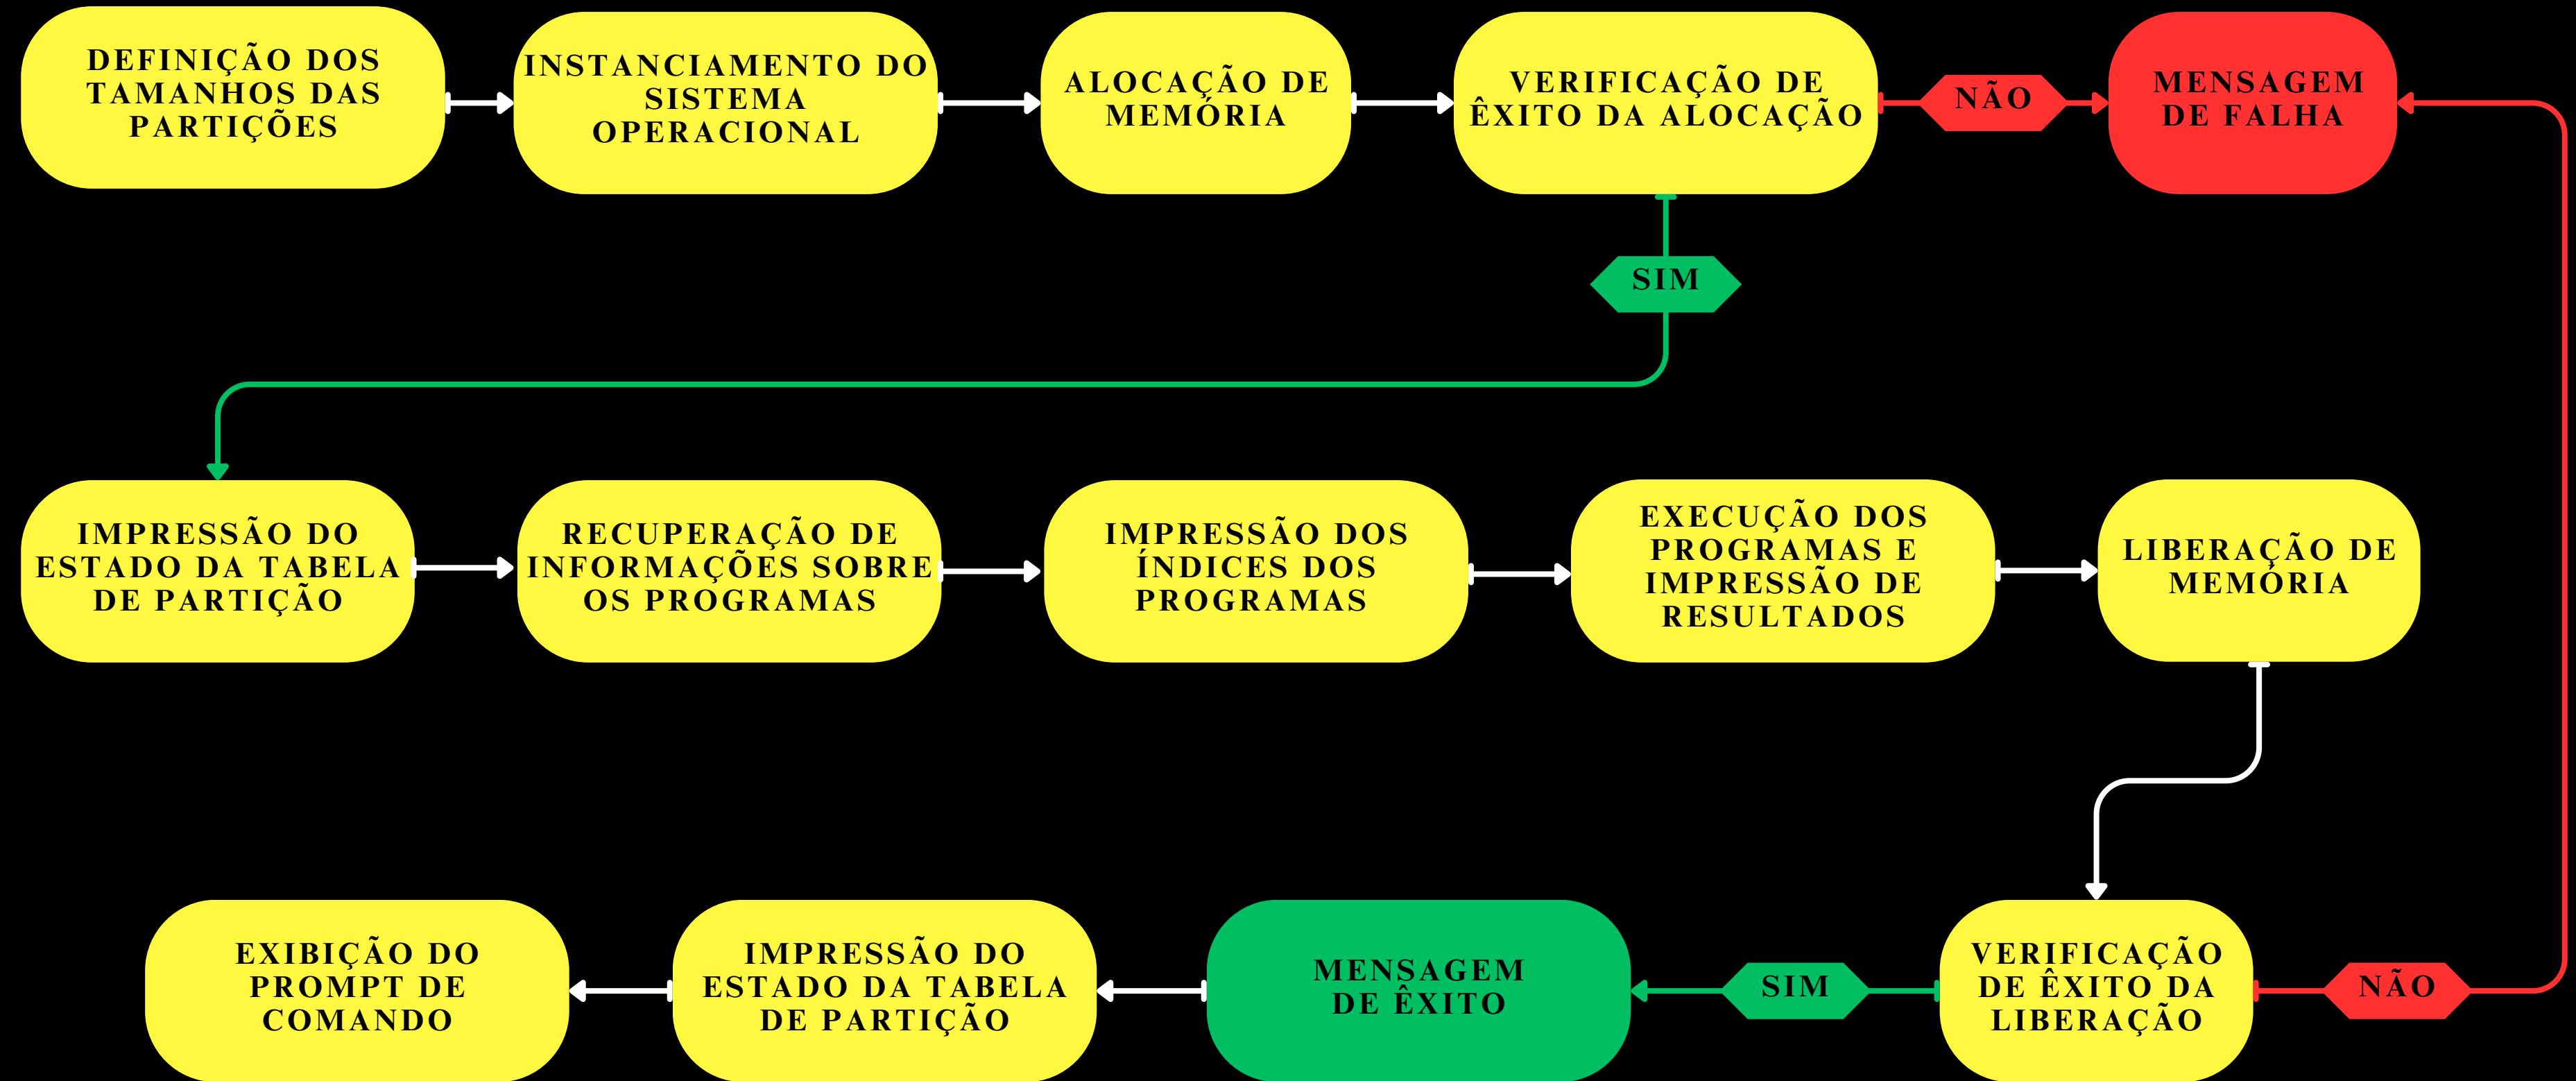 DEFINIÇÃO DOS
TAMANHOS DAS
PARTIÇÕES
INSTANCIAMENTO DO
SISTEMA
OPERACIONAL
ALOCAÇÃO DE
MEMÓRIA
VERIFICAÇÃO DE
ÊXITO DA ALOCAÇÃO
NÃO
MENSAGEM
DE FALHA
SIM
IMPRESSÃO DO
ESTADO DA TABELA
DE PARTIÇÃO
RECUPERAÇÃO DE
INFORMAÇÕES SOBRE
OS PROGRAMAS
IMPRESSÃO DOS
ÍNDICES DOS
PROGRAMAS
EXECUÇÃO DOS
PROGRAMAS E
IMPRESSÃO DE
RESULTADOS
LIBERAÇÃO DE
MEMÓRIA
EXIBIÇÃO DO
PROMPT DE
COMANDO
IMPRESSÃO DO
ESTADO DA TABELA
DE PARTIÇÃO
MENSAGEM
DE ÊXITO
SIM
VERIFICAÇÃO
DE ÊXITO DA
LIBERAÇÃO
NÃO